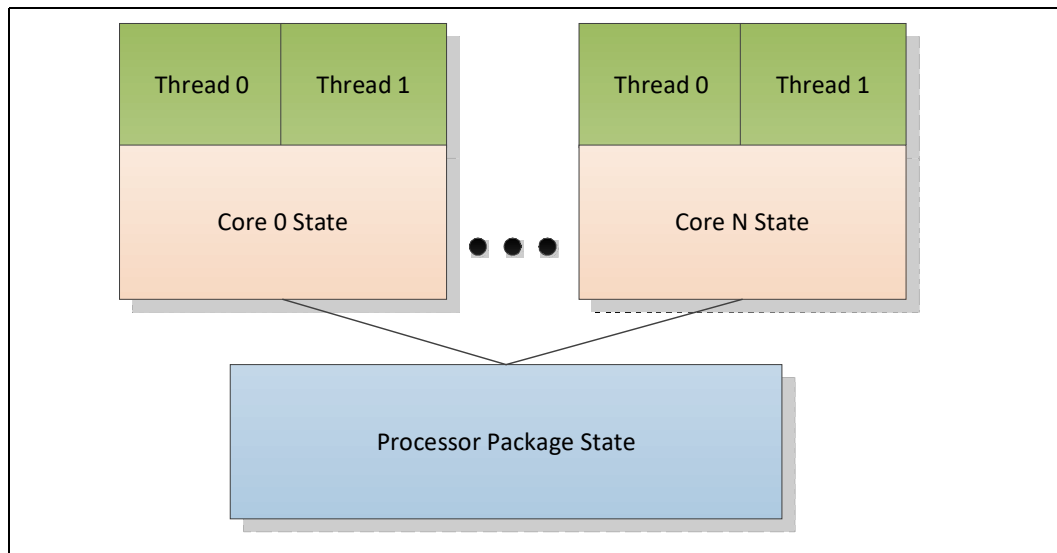 Thread 0
Thread 1
Thread 0
Thread 1
Core 0 State
Core N State
Processor Package State